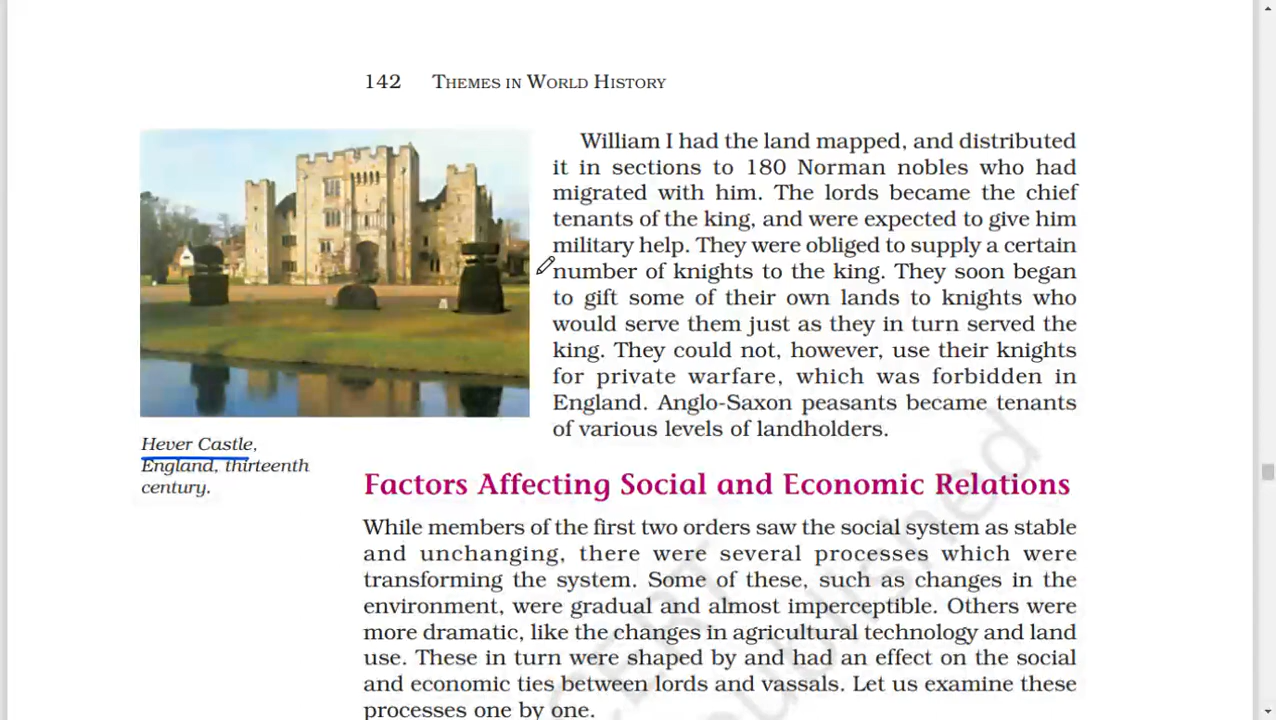 142 THEMES IN WORLD HISTORY
William I had the land mapped, and distributed
it in sections to 180 Norman nobles who had
migrated with him. The lords became the chief
tenants of the king, and were expected to give him
military help. They were obliged to supply a certain
number of knights to the king. They soon began
to gift some of their own lands to knights who
would serve them just as they in turn served the
king. They could not, however, use their knights
for private warfare, which was forbidden in
England. Anglo-Saxon peasants became tenants
of various levels of landholders.
Hever Castle,
England, thirteenth
century.
Factors Affecting Social and Economic Relations
While members of the first two orders saw the social system as stable
and unchanging, there were several processes which were
transforming the system. Some of these, such as changes in the
environment, were gradual and almost imperceptible. Others were
more dramatic, like the changes in agricultural technology and land
use. These in turn were shaped by and had an effect on the social
and economic ties between lords and vassals. Let us examine these
processes one by one.